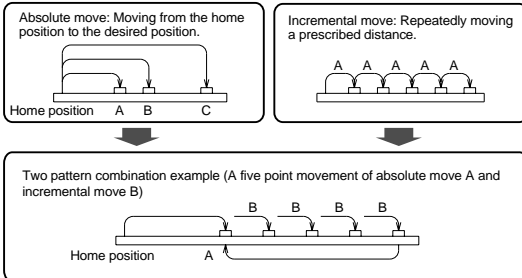 Absolute move: Moving from the home
position to the desired position.
Home position A B C
Incremental move: Repeatedly moving
a prescribed distance.
A A A A A
Two pattern combination example (A five point movement of absolute move A and
incremental move B)
B B B B
Home position A